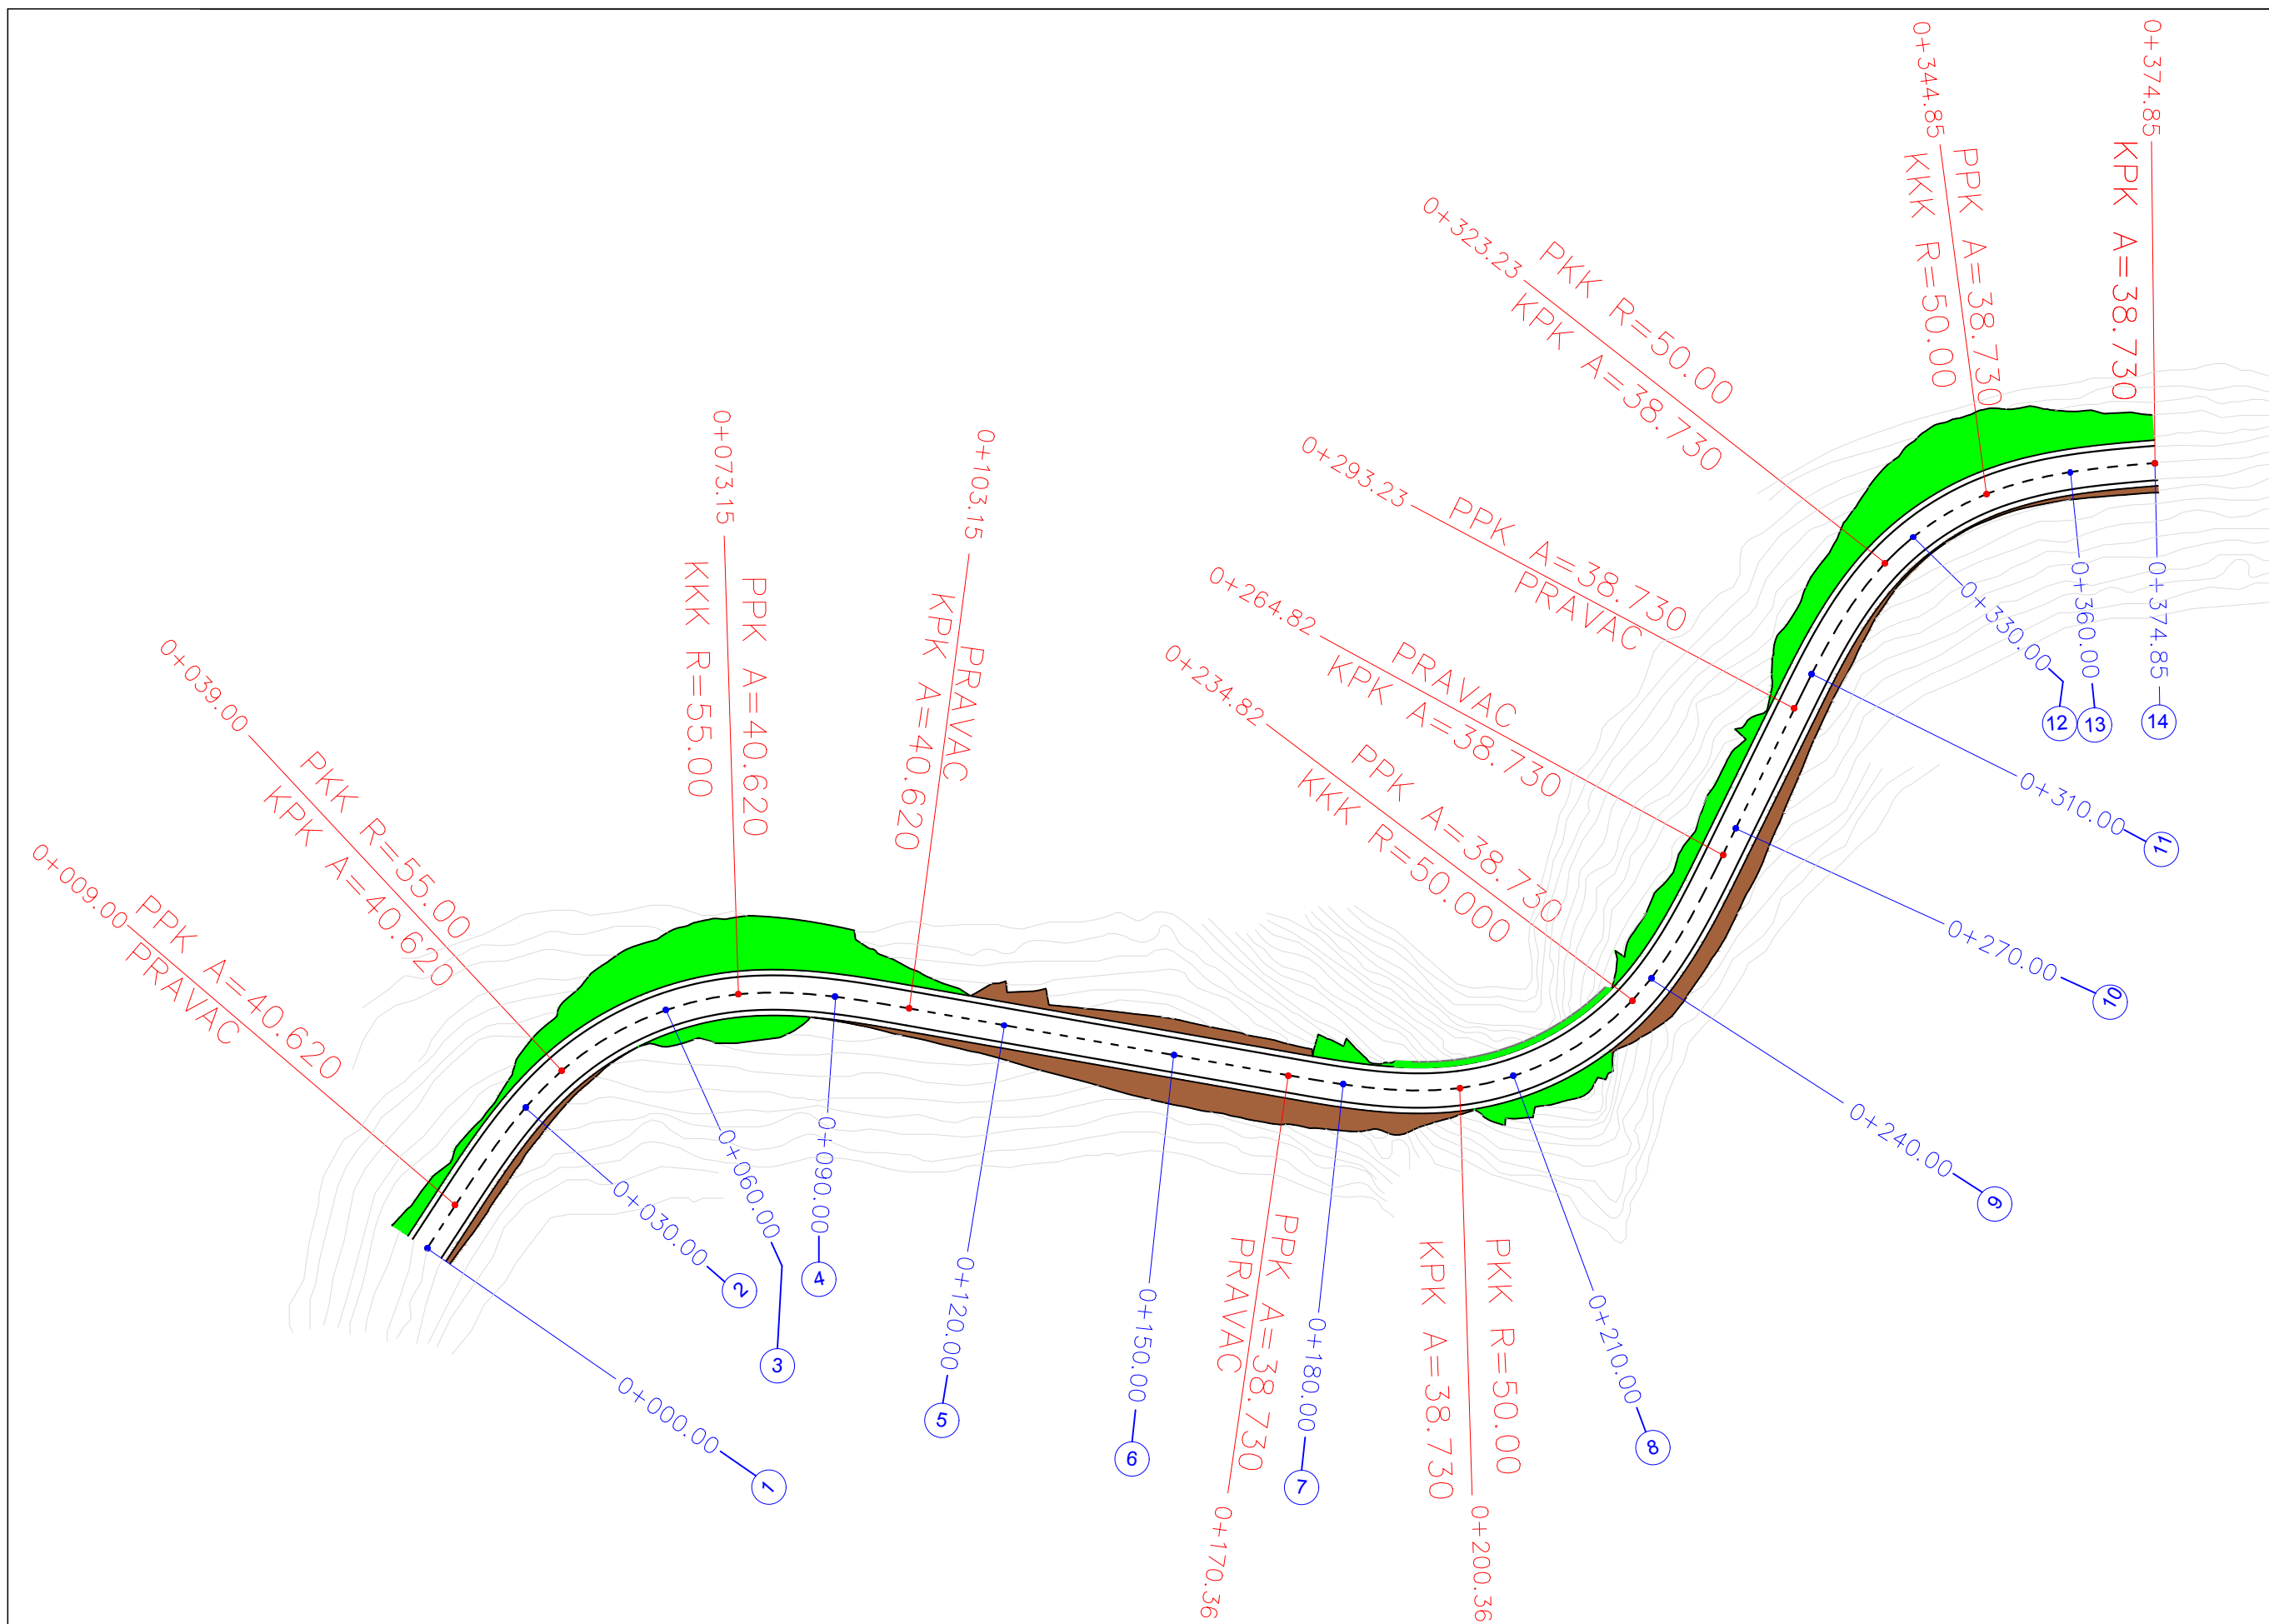 0+009.00
PPK A=40.620
PRAVAC
0+039.00
PKK R=55.00
KPK A=40.620
0+073.15
PPK A=40.620
KKK R=55.00
0+103.15
PRAVAC
KPK A=40.620
PPK A=38.730
PRAVAC
0+170.36
PKK R=50.00
KPK A=38.730
0+200.36
0+234.82
PPK A=38.730
KKK R=50.000
0+264.82
PRAVAC
KPK A=38.730
0+293.23
PPK A=38.730
PRAVAC
0+323.23
PKK R=50.00
KPK A=38.730
0+344.85
PPK A=38.730
KKK R=50.00
0+374.85
KPK A=38.730
0+000.00
1
0+030.00
2
0+060.00
3
0+090.00
4
0+120.00
5
0+150.00
6
0+180.00
7
0+210.00
8
0+240.00
9
0+270.00
10
0+310.00
11
0+330.00
12
0+360.00
13
0+374.85
14